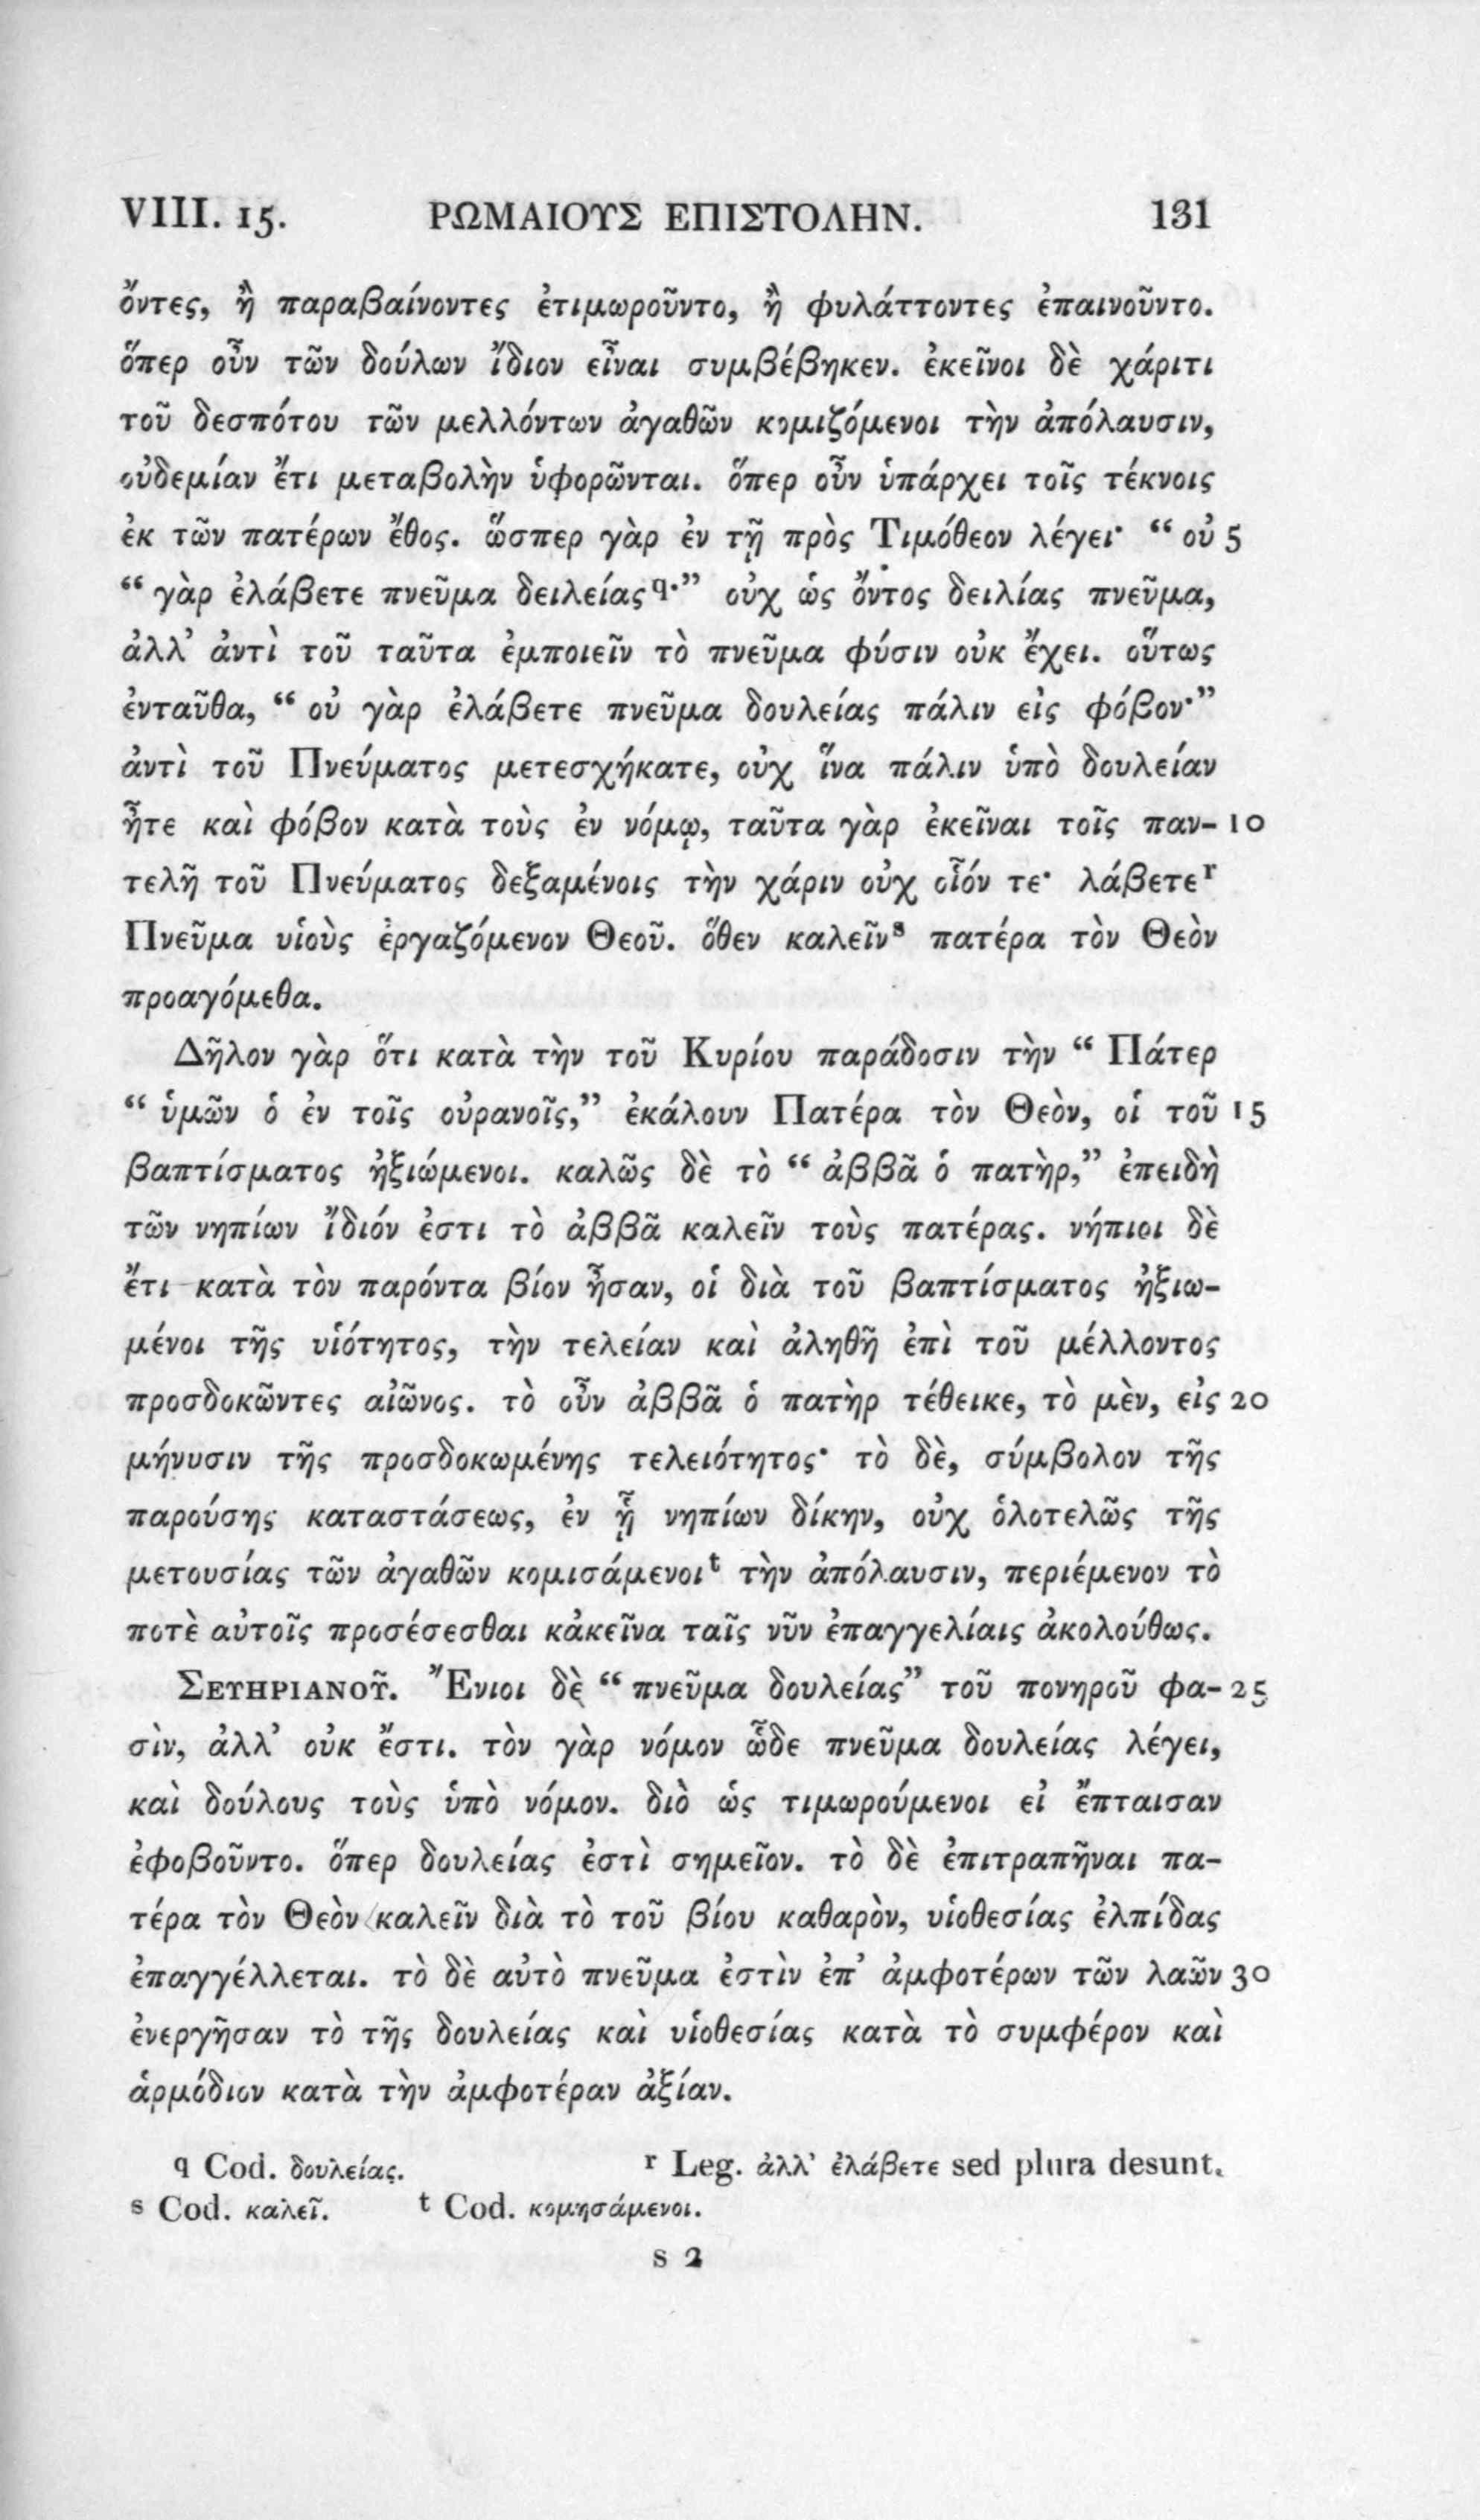 VIII. 15. ΡΩΜΑΙΟΥΣ ΕΠΙΣΤΟΛΗΝ. 131
ὄντες, ἢ παραβαίνοντες ἐτιμωροῦντο, ἢ φυλάττοντες ἐπαινοῦντο.
ὅπερ οὖν τῶν δούλων ἴδιον εἶναι συμβέβηκεν. ἐκεῖνοι δὲ χάριτι
τοῦ δεσπότου τῶν μελλόντων ἀγαθῶν κομιζόμενοι τὴν ἀπόλαυσιν,
οὐδεμίαν ἔτι μεταβολὴν ὑφορῶνται. ὅπερ οὖν ὑπάρχει τοῖς τέκνοις
ἐκ τῶν πατέρων ἔθος. ὥσπερ γὰρ ἐν τῇ πρὸς Τιμόθεον λέγει· “ οὐ 5
“ γὰρ ἐλάβετε πνεῦμα δειλείας q·” οὐχ ὡς ὄντος δειλίας πνεῦμα,
ἀλλ’ ἀντὶ τοῦ ταῦτα ἐμποιεῖν τὸ πνεῦμα φύσιν οὐκ ἔχει. οὕτως
ἐνταῦθα, “ οὐ γὰρ ἐλάβετε πνεῦμα δουλείας πάλιν εἰς φόβον·”
ἀντὶ τοῦ Πνεύματος μετεσχήκατε, οὐχ ἵνα πάλιν ὑπὸ δουλείαν
ἦτε καὶ φόβον κατὰ τοὺς ἐν νόμῳ, ταῦτα γὰρ ἐκεῖναι τοῖς παν- 10
τελῆ τοῦ Πνεύματος δεξαμένοις τὴν χάριν οὐχ οἷόν τε· λάβετε r
Πνεῦμα υἱοὺς ἐργαζόμενον Θεοῦ. ὅθεν καλεῖν s πατέρα τὸν Θεὸν
προαγόμεθα.
Δῆλον γὰρ ὅτι κατὰ τὴν τοῦ Κυρίου παράδοσιν τὴν “ Πάτερ
“ ὑμῶν ὁ ἐν τοῖς οὐρανοῖς,” ἐκάλουν Πατέρα τὸν Θεὸν, οἱ τοῦ 15
βαπτίσματος ἠξιώμενοι. καλῶς δὲ τὸ “ ἀββᾶ ὁ πατὴρ,” ἐπειδὴ
τῶν νηπίων ἴδιόν ἐστι τὸ ἀββᾶ καλεῖν τοὺς πατέρας. νήπιοι δὲ
ἔτι κατὰ τὸν παρόντα βίον ἦσαν, οἱ διὰ τοῦ βαπτίσματος ἠξιω-
μένοι τῆς υἱότητος, τὴν τελείαν καὶ ἀληθῆ ἐπὶ τοῦ μέλλοντος
προσδοκῶντες αἰῶνος. τὸ οὖν ἀββᾶ ὁ πατὴρ τέθεικε, τὸ μὲν, εἰς 20
μήνυσιν τῆς προσδοκωμένης τελειότητος· τὸ δὲ, σύμβολον τῆς
παρούσης καταστάσεως, ἐν ᾗ νηπίων δίκην, οὐχ ὁλοτελῶς τῆς
μετουσίας τῶν ἀγαθῶν κομισάμενοι t τὴν ἀπόλαυσιν, περιέμενον τὸ
ποτὲ αὐτοῖς προσέσεσθαι κἀκεῖνα ταῖς νῦν ἐπαγγελίαις ἀκολούθως.
ΣΕΥΗΡΙΑΝΟΥ͂. Ἔνιοι δὲ “ πνεῦμα δουλείας” τοῦ πονηροῦ φα- 25
σὶν, ἀλλ’ οὐκ ἔστι. τὸν γὰρ νόμον ὧδε πνεῦμα δουλείας λέγει,
καὶ δούλους τοὺς ὑπὸ νόμον. διὸ ὡς τιμωρούμενοι εἰ ἔπταισαν
ἐφοβοῦντο. ὅπερ δουλείας ἐστὶ σημεῖον. τὸ δὲ ἐπιτραπῆναι πα-
τέρα τὸν Θεὸν καλεῖν διὰ τὸ τοῦ βίου καθαρὸν, υἱοθεσίας ἐλπίδας
ἐπαγγέλλεται. τὸ δὲ αὐτὸ πνεῦμα ἐστὶν ἐπ’ ἀμφοτέρων τῶν λαῶν 30
ἐνεργῆσαν τὸ τῆς δουλείας καὶ υἱοθεσίας κατὰ τὸ συμφέρον καὶ
ἁρμόδιον κατὰ τὴν ἀμφοτέραν ἀξίαν.
q Cod. δουλείας. r Leg. ἀλλ’ ἐλάβετε sed plura desunt.
s Cod. καλεῖ. t Cod. κομησάμενοι.
s 2